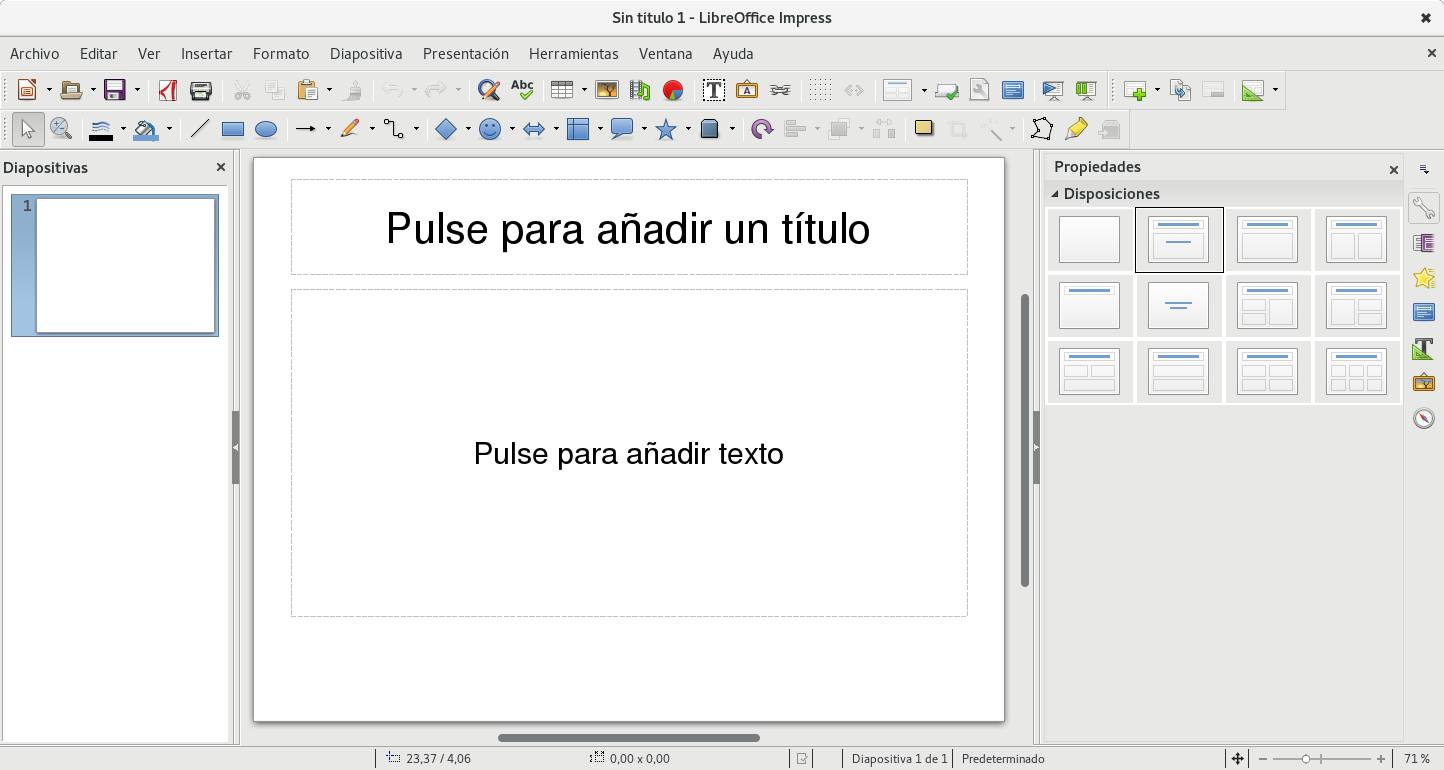 Sin título 1 - LibreOffice Impress
Archivo Editar Ver Insertar Formato Diapositiva Presentación Herramientas Ventana Ayuda
Abc
T
A
Diapositivas
Propiedades
Disposiciones
1
Pulse para añadir un título
Pulse para añadir texto
23,37 / 4,06
0,00 x 0,00
Diapositiva 1 de 1
Predeterminado
71 %